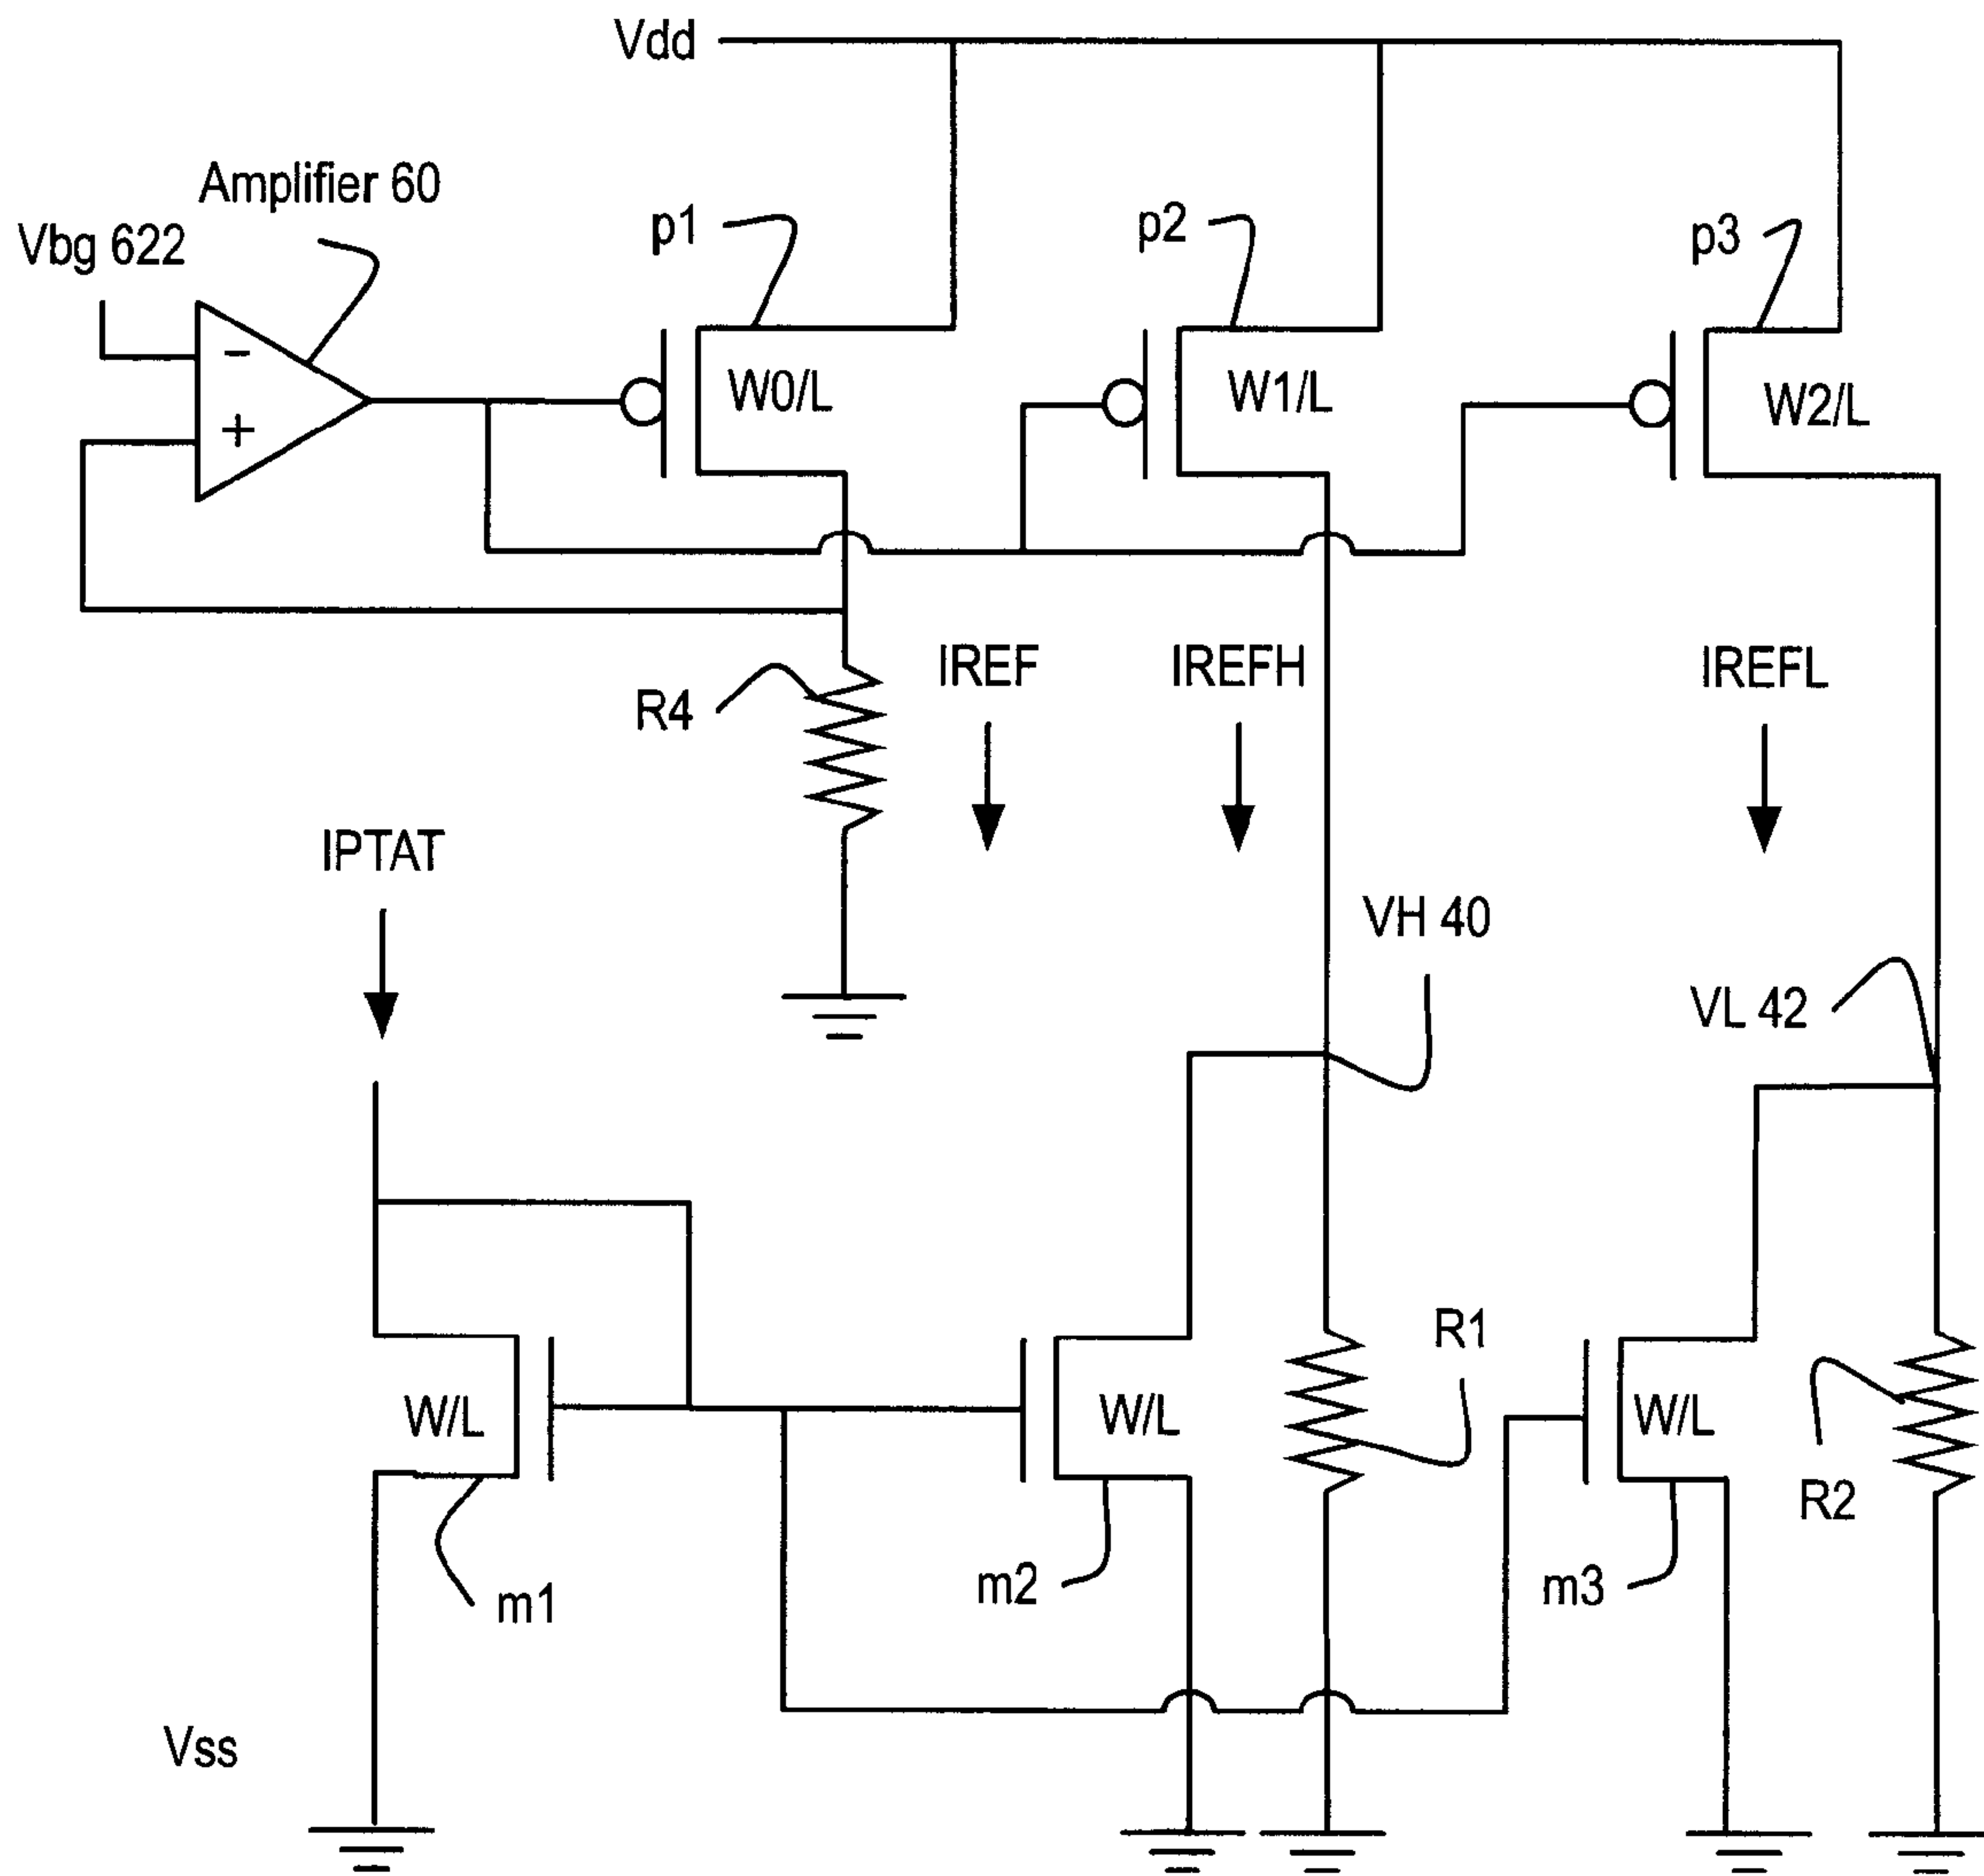 Vdd
Amplifier 60
Vbg 622
p1
p2
p3
-
+
W0/L
W1/L
W2/L
R4
IREF
IREFH
IREFL
IPTAT
VH 40
VL 42
R1
W/L
W/L
W/L
R2
m1
m2
m3
Vss